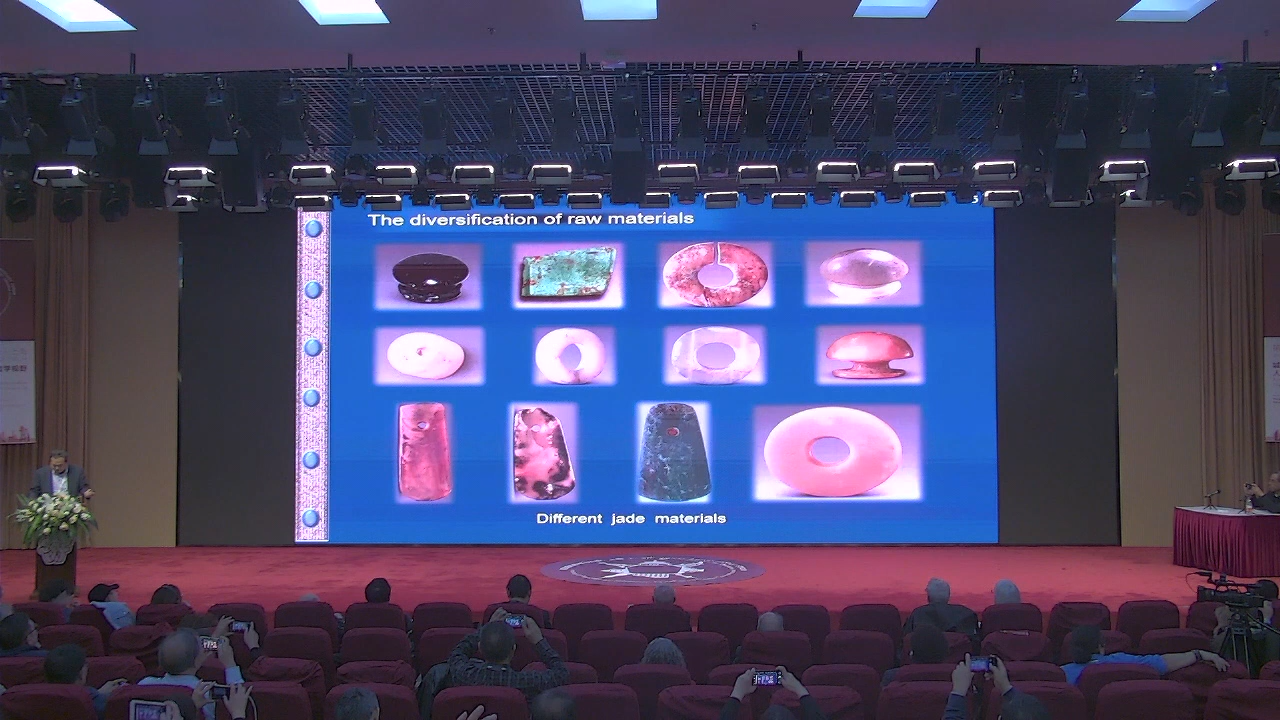 The diversification of raw materials
Different jade materials